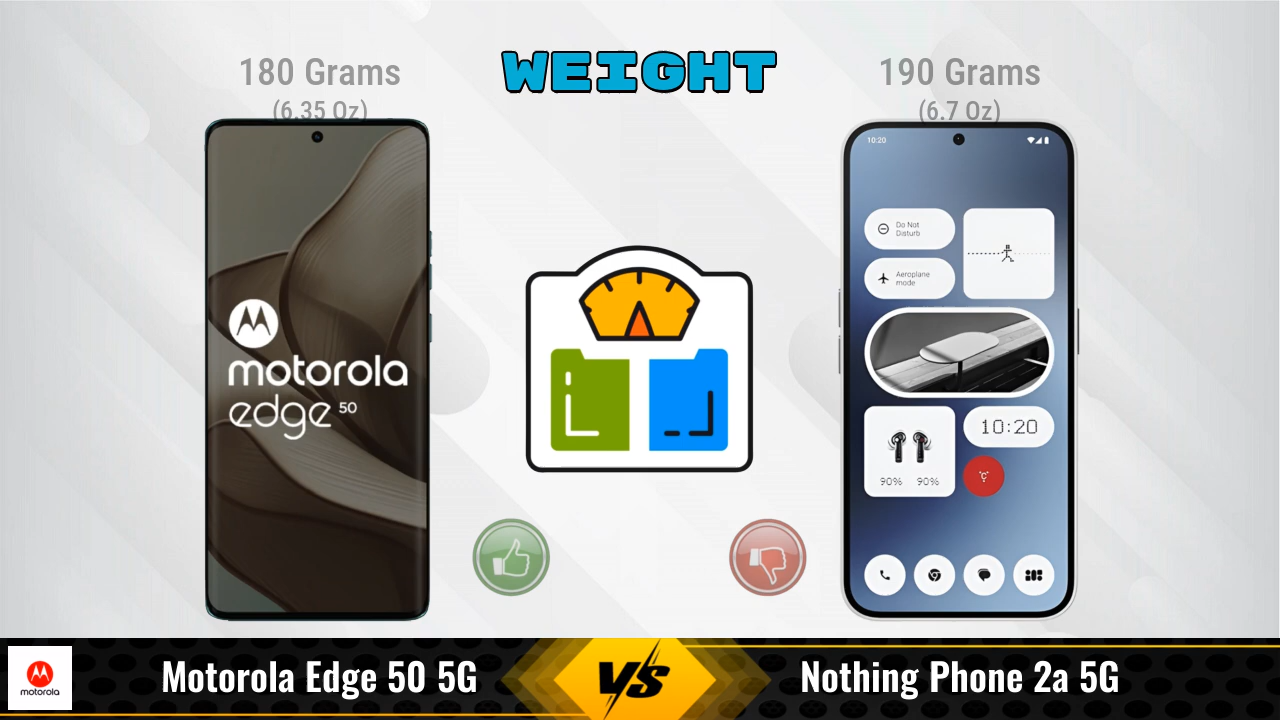 WEIGHT
180 Grams
(6.35 Oz)
190 Grams
(6.7 Oz)
motorola
edge 50
10:20
Do Not
Disturb
Aeroplane
mode
10:20
90% 90%
motorola
Motorola Edge 50 5G
VS
Nothing Phone 2a 5G